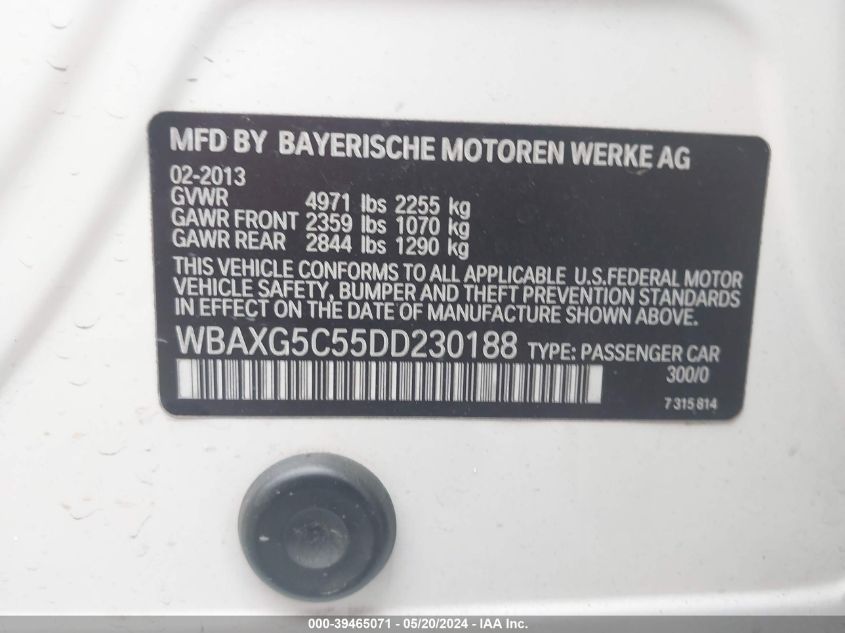 MFD BY BAYERISCHE MOTOREN WERKE AG
02-2013
GVWR 4971 lbs 2255 kg
GAWR FRONT 2359 lbs 1070 kg
GAWR REAR 2844 lbs 1290 kg
THIS VEHICLE CONFORMS TO ALL APPLICABLE U.S.FEDERAL MOTOR
VEHICLE SAFETY, BUMPER AND THEFT PREVENTION STANDARDS
IN EFFECT ON THE DATE OF MANUFACTURE SHOWN ABOVE.
WBAXG5C55DD230188 TYPE: PASSENGER CAR
300/0
7 315 814
000-39465071 - 05/20/2024 - IAA Inc.